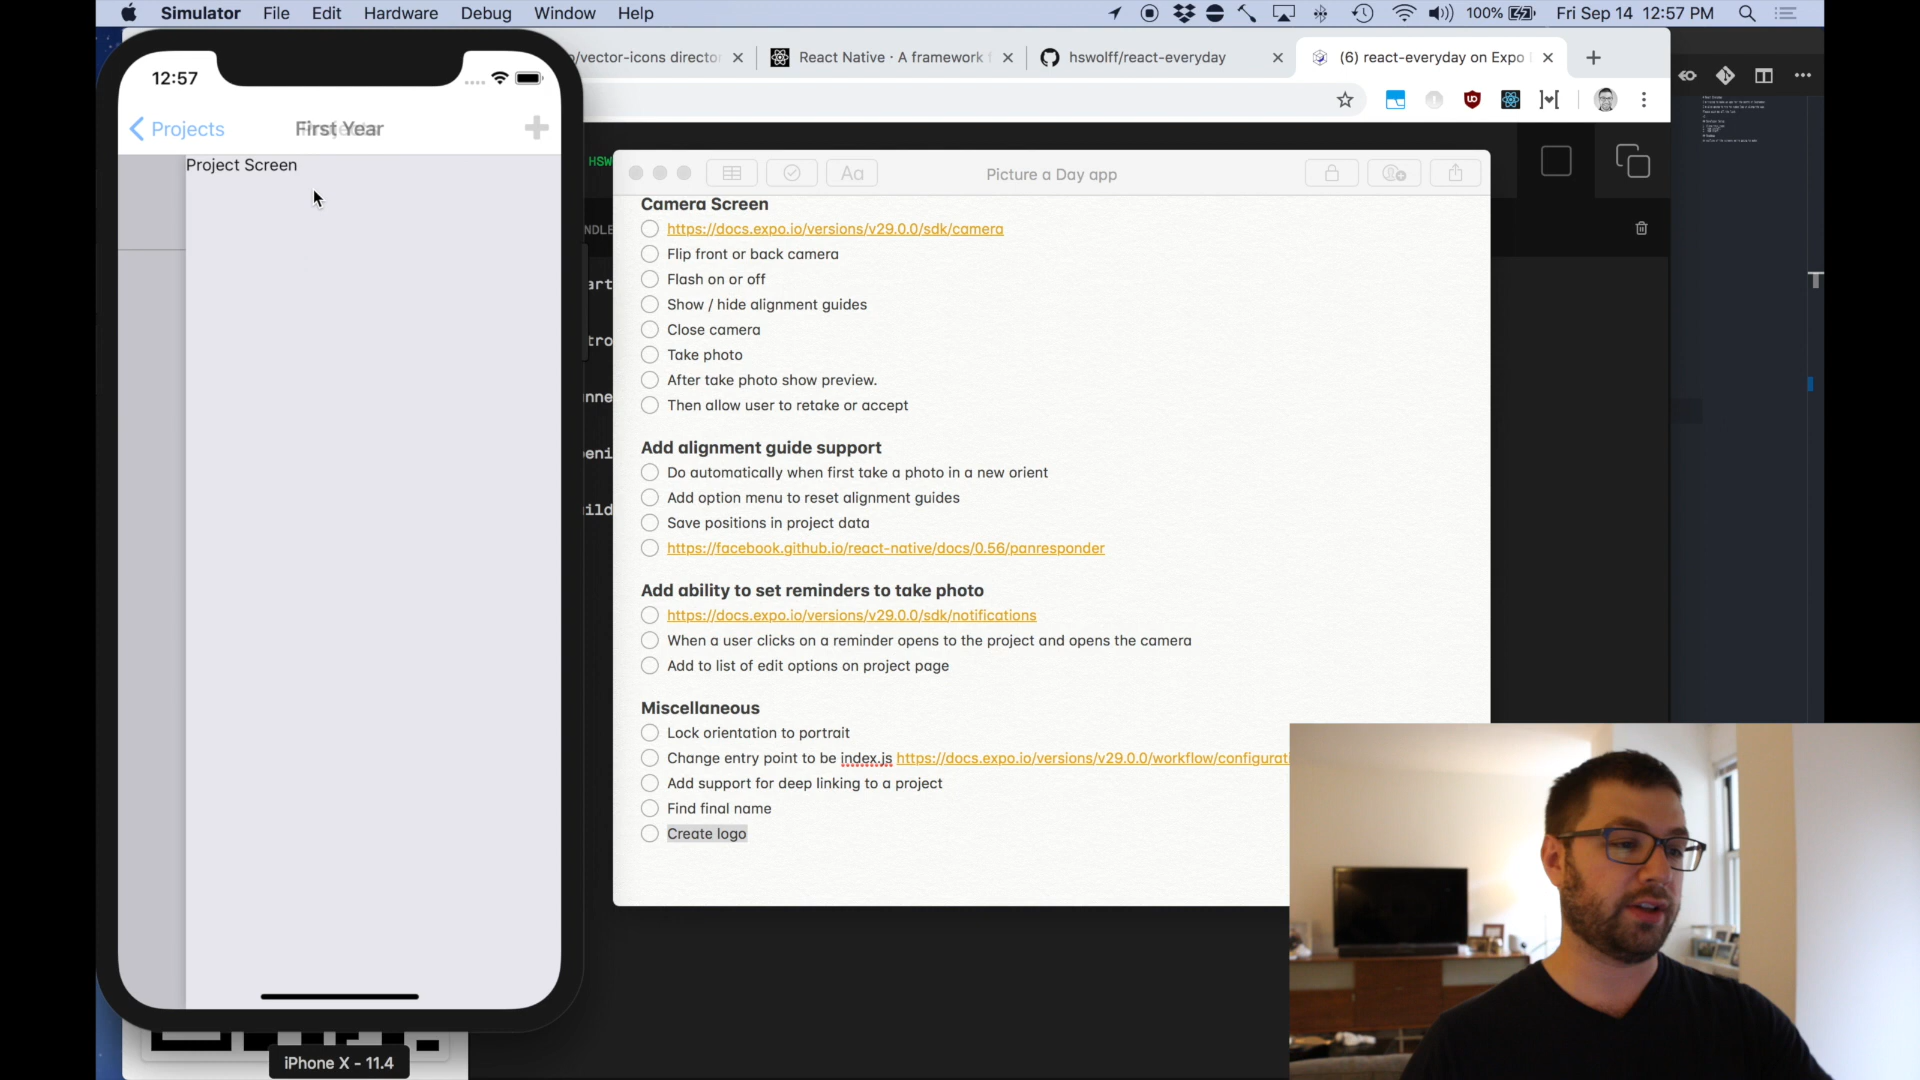 Simulator File Edit Hardware Debug Window Help
100% Fri Sep 14 12:57 PM
12:57
/vector-icons director
React Native · A framework
hswolff/react-everyday
(6) react-everyday on Expo
Projects
First Year
Project Screen
HSW
NDLE
art
tro
nne
eni
ild
Aa
Picture a Day app
Camera Screen
https://docs.expo.io/versions/v29.0.0/sdk/camera
Flip front or back camera
Flash on or off
Show / hide alignment guides
Close camera
Take photo
After take photo show preview.
Then allow user to retake or accept
Add alignment guide support
Do automatically when first take a photo in a new orient
Add option menu to reset alignment guides
Save positions in project data
https://facebook.github.io/react-native/docs/0.56/panresponder
Add ability to set reminders to take photo
https://docs.expo.io/versions/v29.0.0/sdk/notifications
When a user clicks on a reminder opens to the project and opens the camera
Add to list of edit options on project page
Miscellaneous
Lock orientation to portrait
Change entry point to be index.js https://docs.expo.io/versions/v29.0.0/workflow/configurati
Add support for deep linking to a project
Find final name
Create logo
iPhone X - 11.4